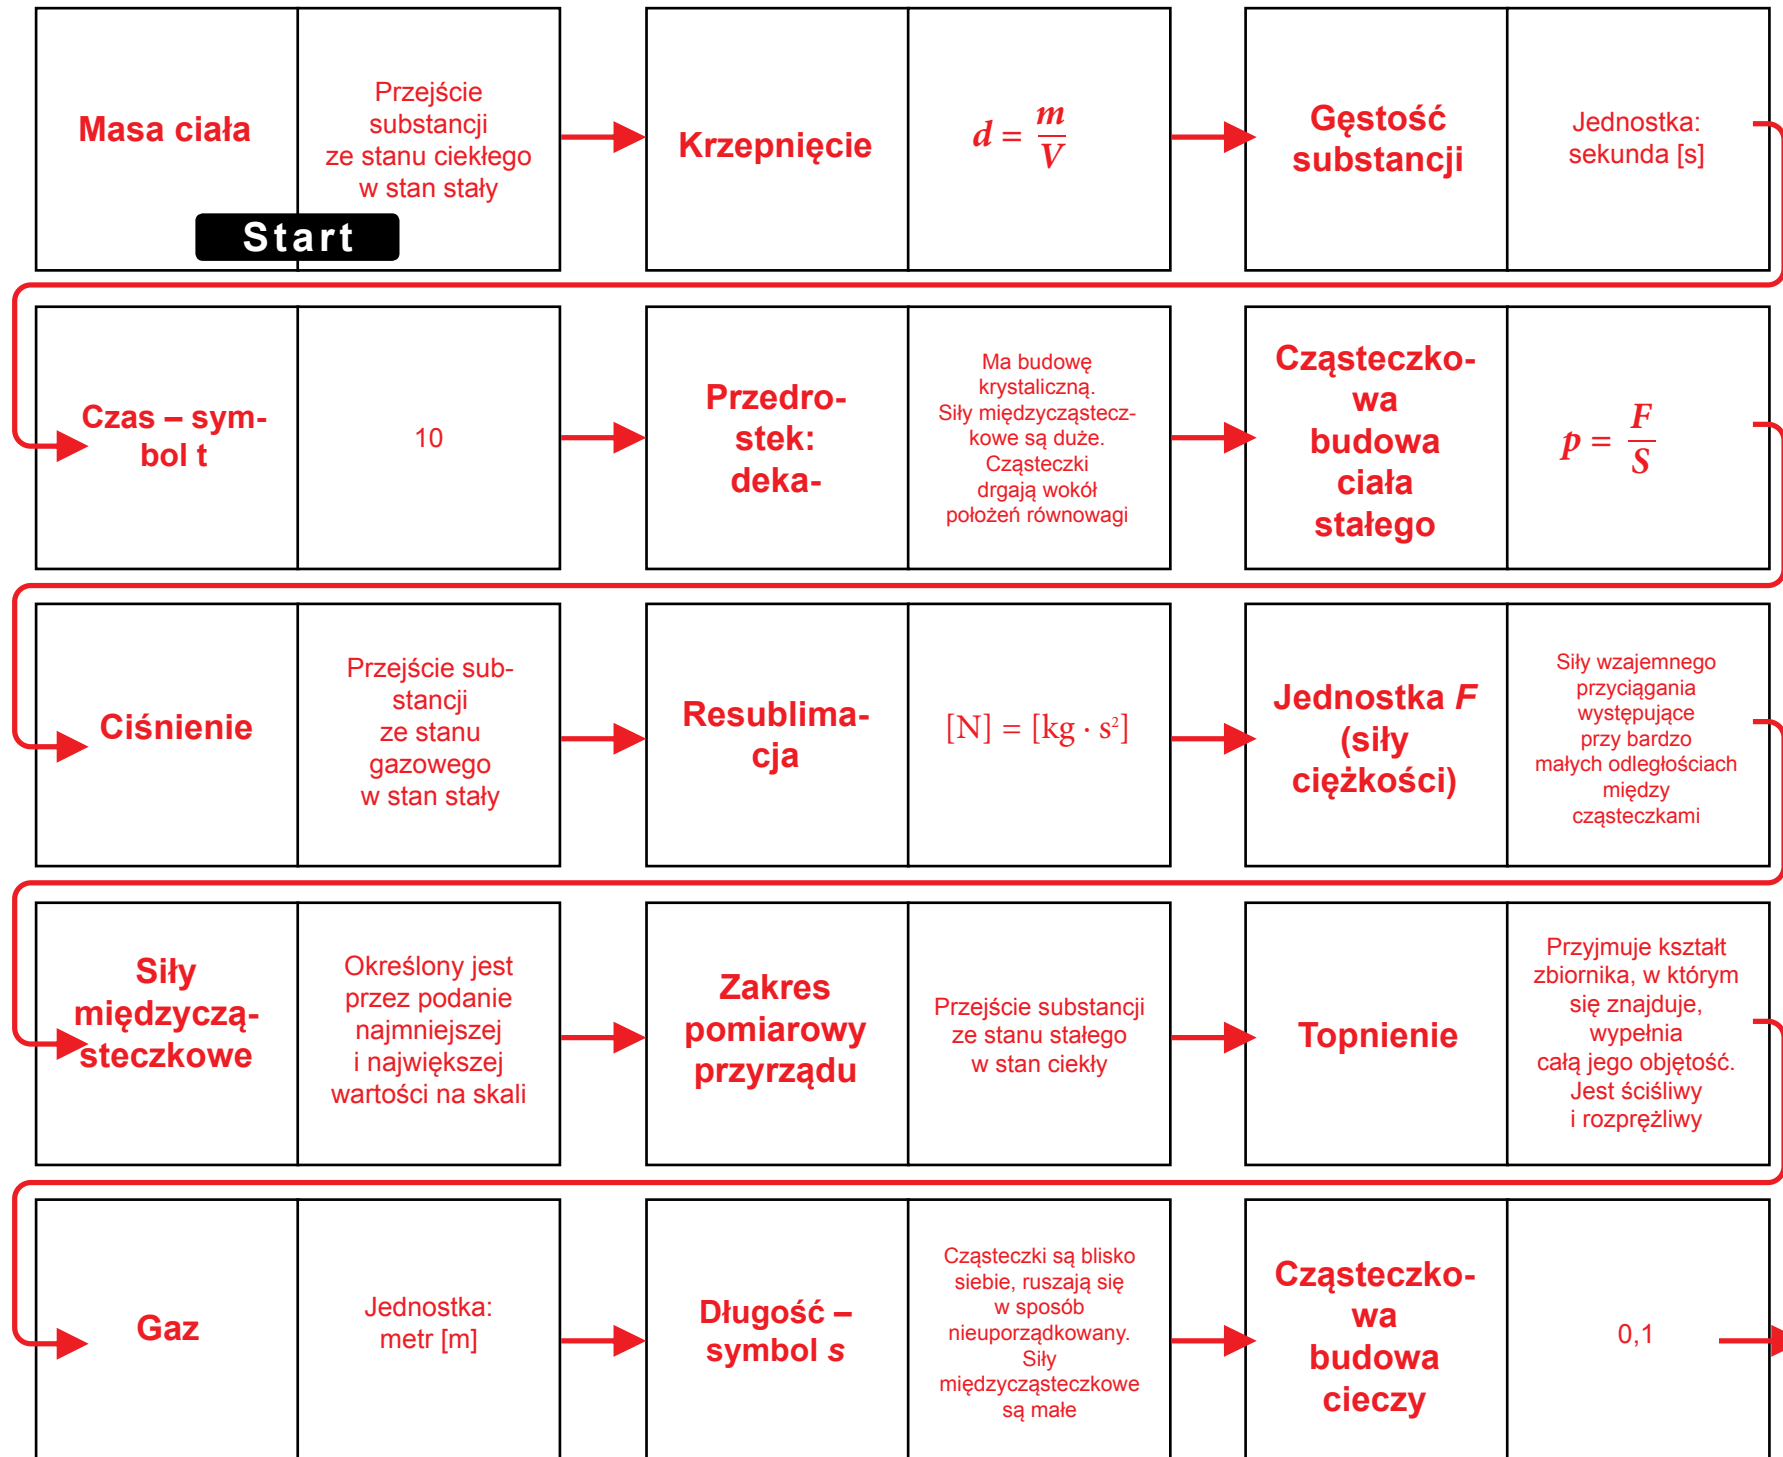 Masa ciała
Przejście
substancji
ze stanu ciekłego
w stan stały
Start
Krzepnięcie
d = m/V
Gęstość
substancji
Jednostka:
sekunda [s]
Czas – sym-
bol t
10
Przedro-
stek:
deka-
Ma budowę
krystaliczną.
Siły międzycząstecz-
kowe są duże.
Cząsteczki
drgają wokół
położeń równowagi
Cząsteczko-
wa
budowa
ciała
stałego
p = F/S
Ciśnienie
Przejście sub-
stancji
ze stanu
gazowego
w stan stały
Resublima-
cja
[N] = [kg · s²]
Jednostka F
(siły
ciężkości)
Siły wzajemnego
przyciągania
występujące
przy bardzo
małych odległościach
między
cząsteczkami
Siły
międzyczą-
steczkowe
Określony jest
przez podanie
najmniejszej
i największej
wartości na skali
Zakres
pomiarowy
przyrządu
Przejście substancji
ze stanu stałego
w stan ciekły
Topnienie
Przyjmuje kształt
zbiornika, w którym
się znajduje,
wypełnia
całą jego objętość.
Jest ściśliwy
i rozprężliwy
Gaz
Jednostka:
metr [m]
Długość –
symbol s
Cząsteczki są blisko
siebie, ruszają się
w sposób
nieuporządkowany.
Siły
międzycząsteczkowe
są małe
Cząsteczko-
wa
budowa
cieczy
0,1